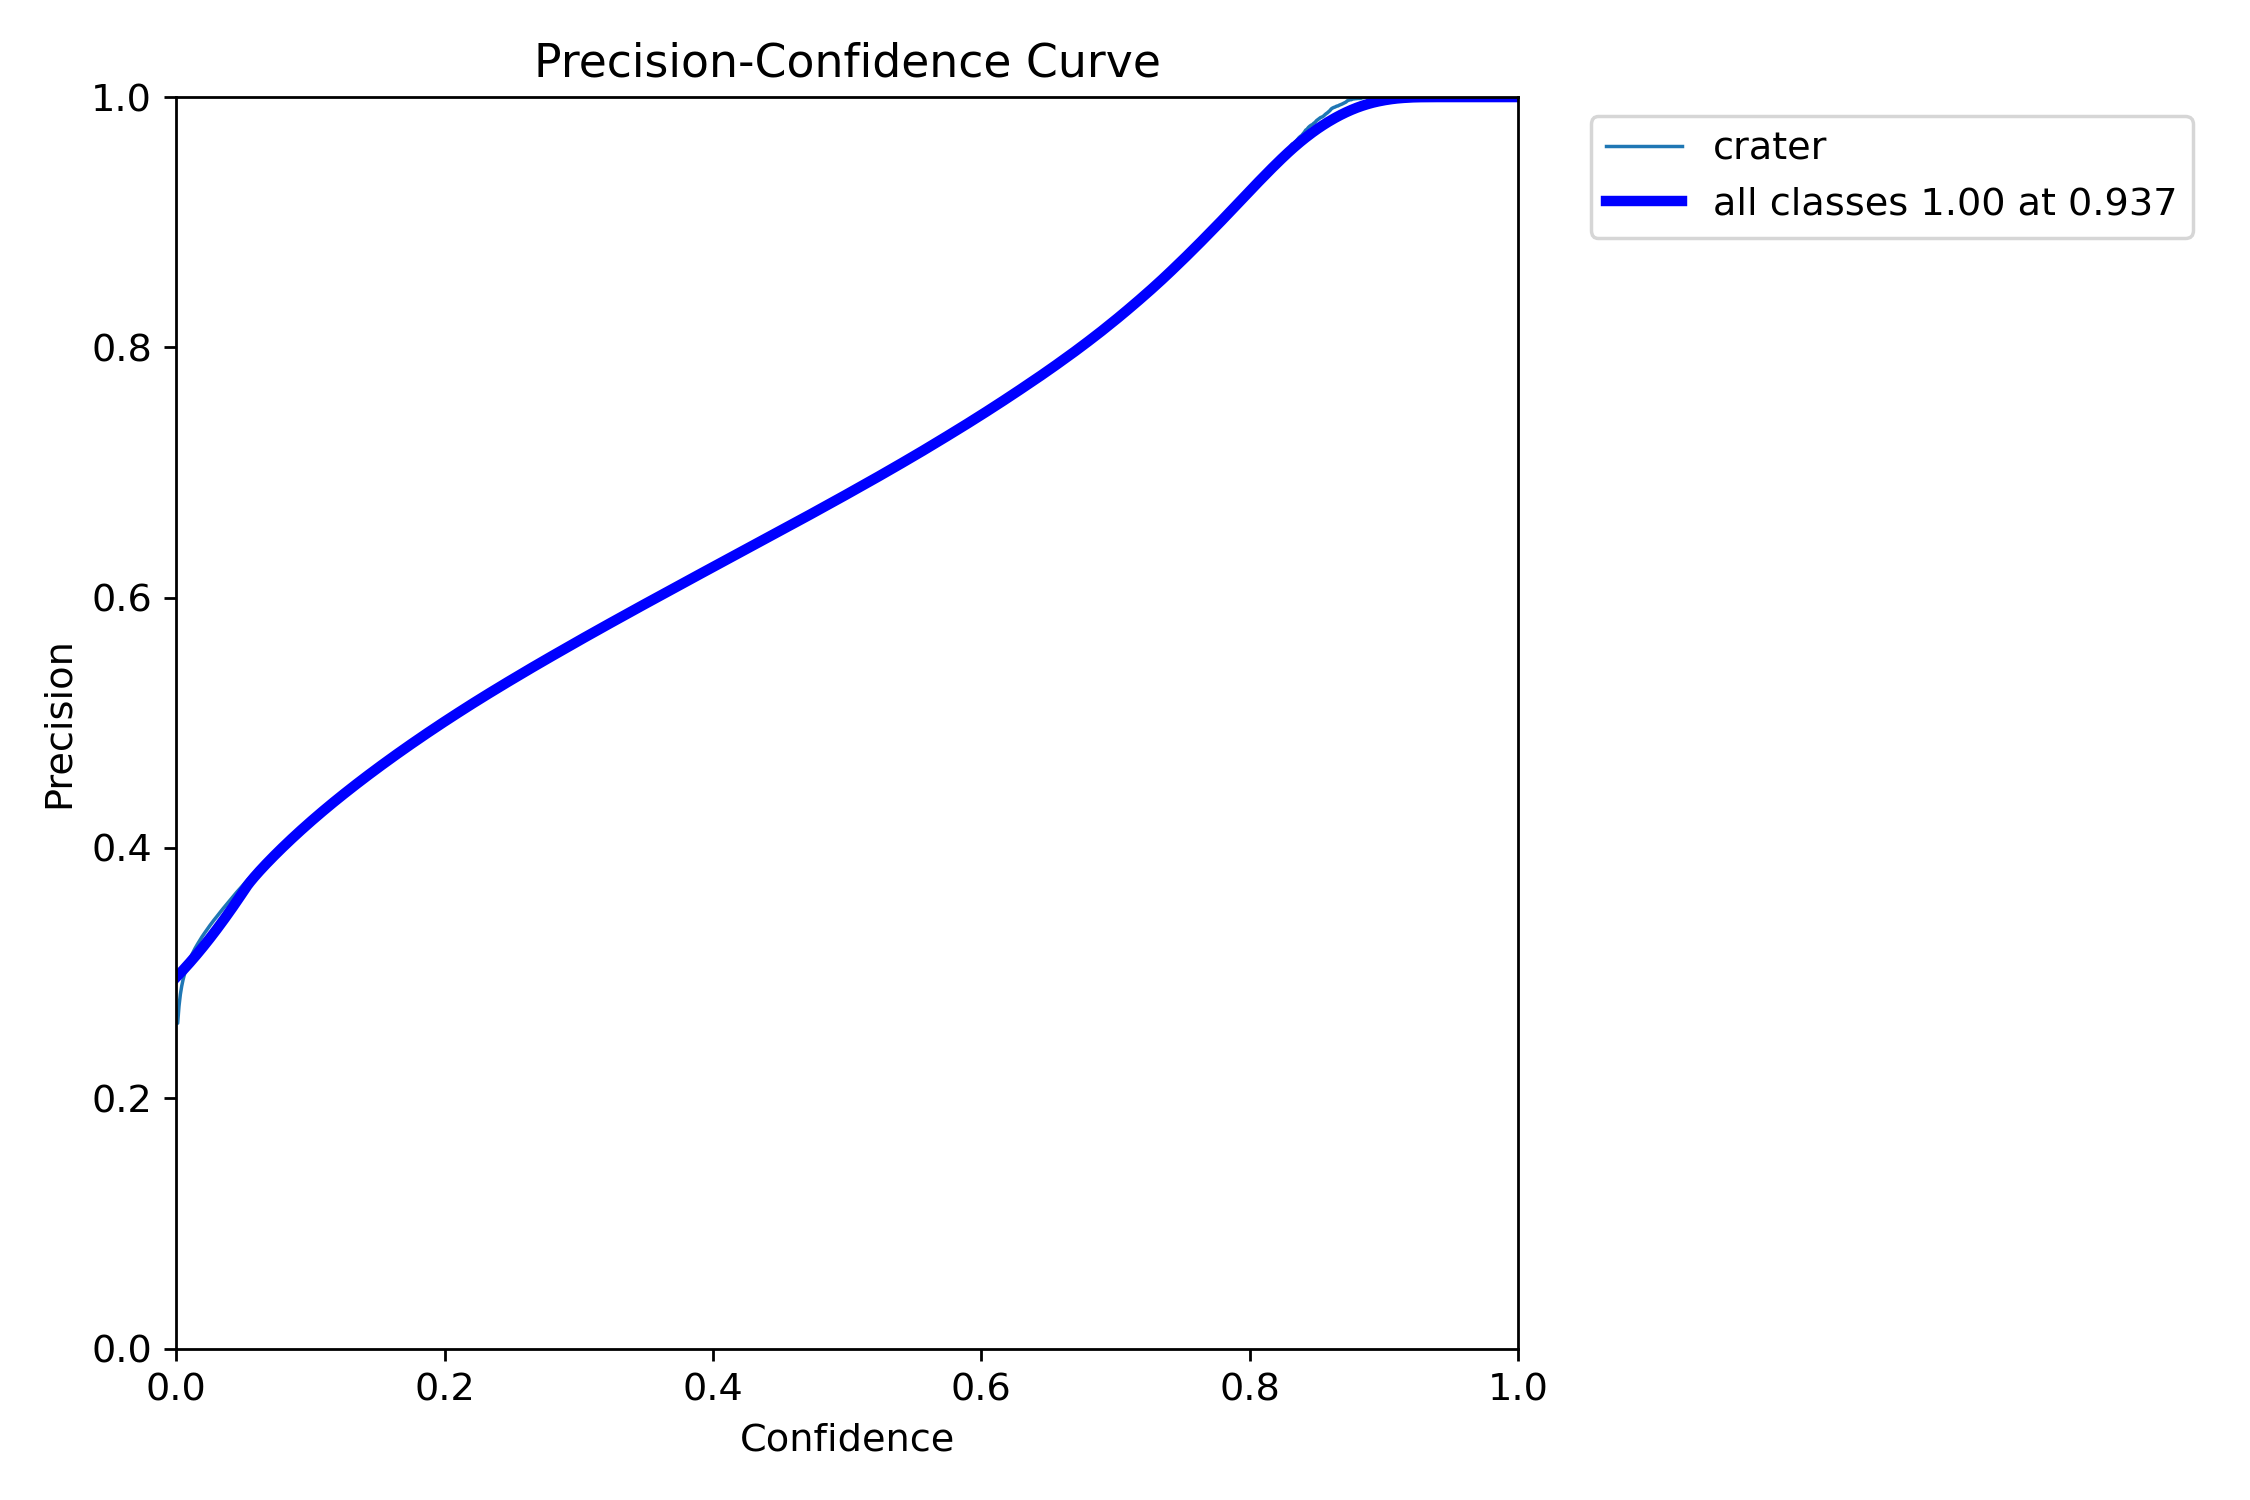 Precision-Confidence Curve
crater
all classes 1.00 at 0.937
Precision
1.0
0.8
0.6
0.4
0.2
0.0
0.0 0.2 0.4 0.6 0.8 1.0
Confidence